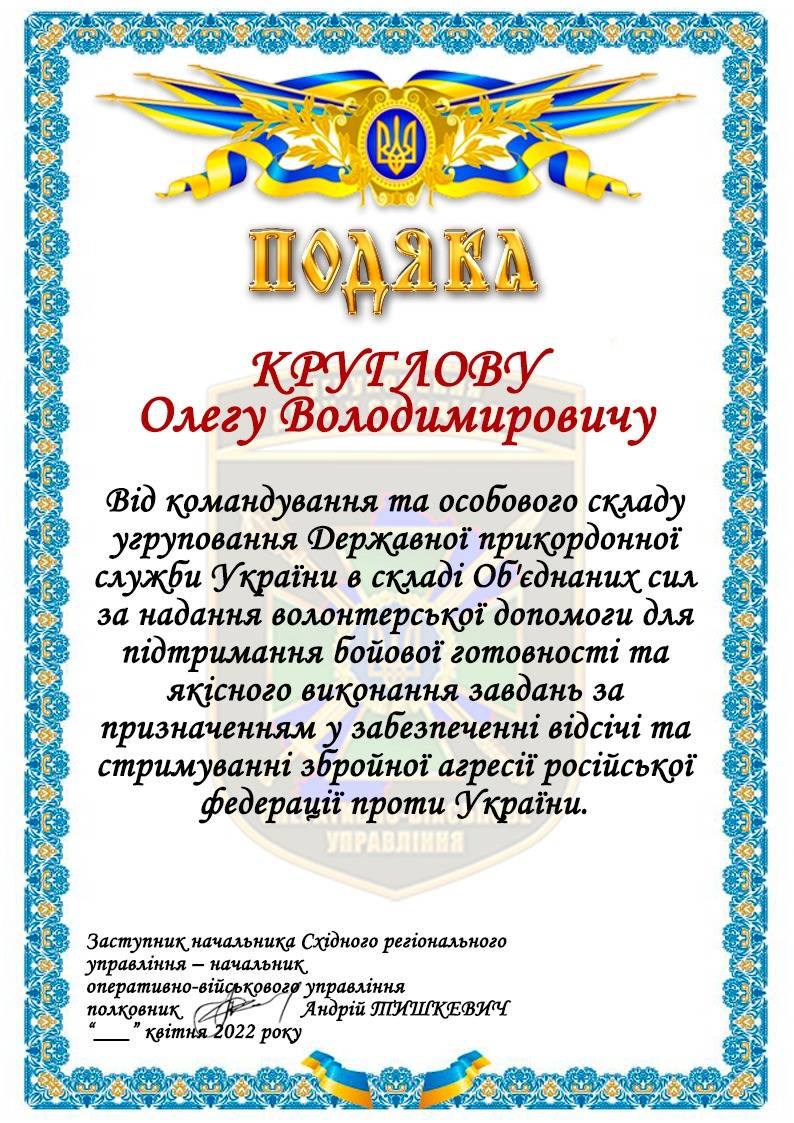 ПОДЯКА
КРУГЛОВУ
Олегу Володимировичу
Від командування та особового складу
угруповання Державної прикордонної
служби України в складі Об'єднаних сил
за надання волонтерської допомоги для
підтримання бойової готовності та
якісного виконання завдань за
призначенням у забезпеченні відсічі та
стримуванні збройної агресії російської
федерації проти України.
УПРАВЛІННЯ
Заступник начальника Східного регіонального
управління – начальник
оперативно-військового управління
полковник Андрій ТИШКЕВИЧ
“___” квітня 2022 року